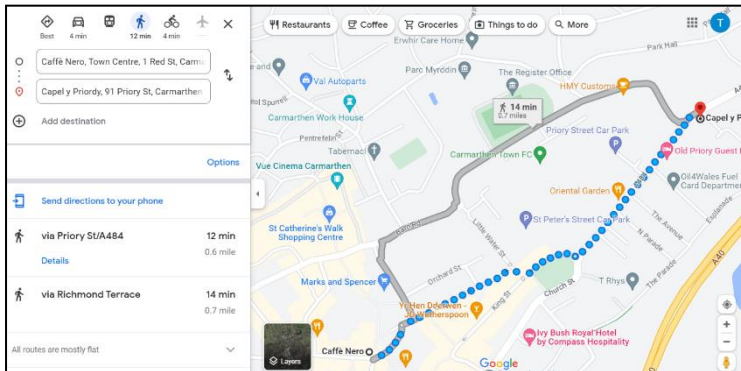 Best
4 min
12 min
4 min
Caffè Nero, Town Centre, 1 Red St, Carma
Capel y Priordy, 91 Priory St, Carmarthen
Add destination
Options
Send directions to your phone
via Priory St/A484
12 min
0.6 mile
Details
via Richmond Terrace
14 min
0.7 mile
All routes are mostly flat
Restaurants
Coffee
Groceries
Things to do
More
T
Park Hall
Erwhir Care Home
Parc Myrddin
The Register Office
Val Autoparts
HMY Customs
14 min
0.7 miles
Carmarthen Work House
Capel y P
Priory Street Car Park
Pentrefelin St
Tabernacl
Carmarthen Town FC
Old Priory Guest
Vue Cinema Carmarthen
Oil4Wales Fuel
Card Department
Oriental Garden
Esplanade
St Peter's Street Car Park
The Avenue
St Catherine's Walk
Shopping Centre
Little Water St
N Parade
The Parade
A40
Orchard St
Marks and Spencer
T Rhys
King St
Church St
Yr Hen Dderwen -
JD Wetherspoon
Ivy Bush Royal Hotel
by Compass Hospitality
Caffè Nero
Layers
Google